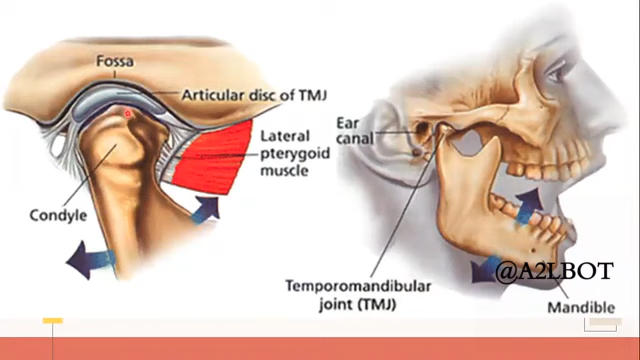 Fossa
Articular disc of TMJ
Lateral
pterygoid
muscle
Condyle
Ear
canal
Temporomandibular
joint (TMJ)
Mandible
@A2LBOT